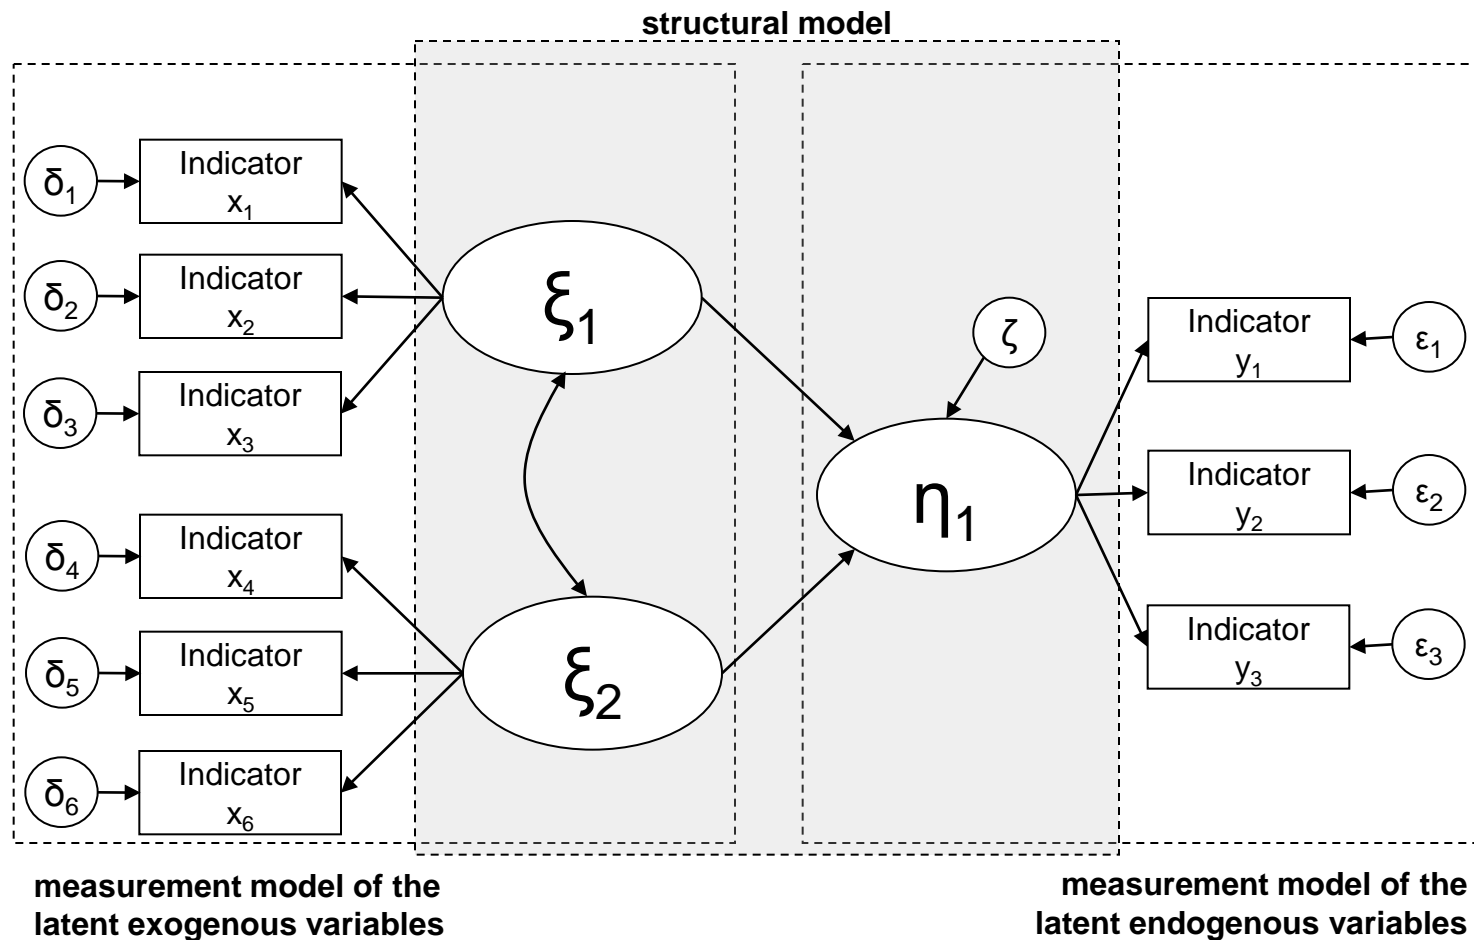 structural model
δ1
Indicator
x1
δ2
Indicator
x2
δ3
Indicator
x3
δ4
Indicator
x4
δ5
Indicator
x5
δ6
Indicator
x6
ξ1
ξ2
ζ
η1
Indicator
y1
ε1
Indicator
y2
ε2
Indicator
y3
ε3
measurement model of the
latent exogenous variables
measurement model of the
latent endogenous variables